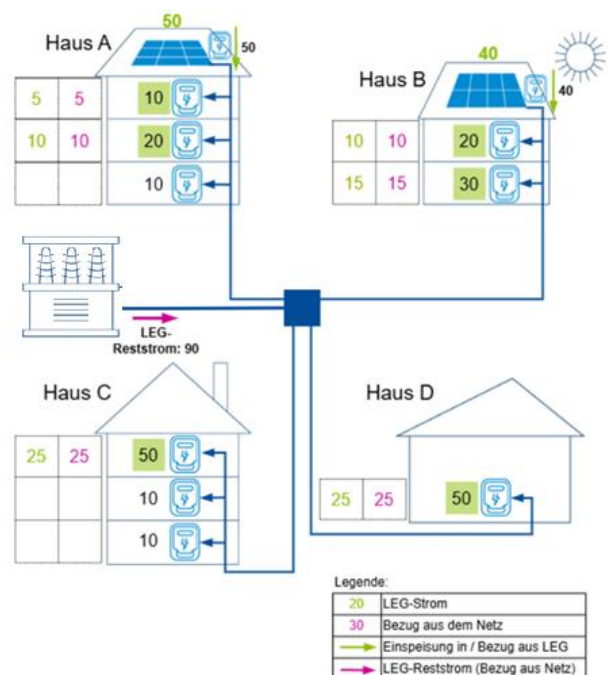 50
Haus A
50
5 5 10
10 10 20
10
Haus B
40
40
10 10 20
15 15 30
LEG-
Reststrom: 90
Haus C
25 25 50
10
10
Haus D
25 25 50
Legende:
20 LEG-Strom
30 Bezug aus dem Netz
Einspeisung in / Bezug aus LEG
LEG-Reststrom (Bezug aus Netz)